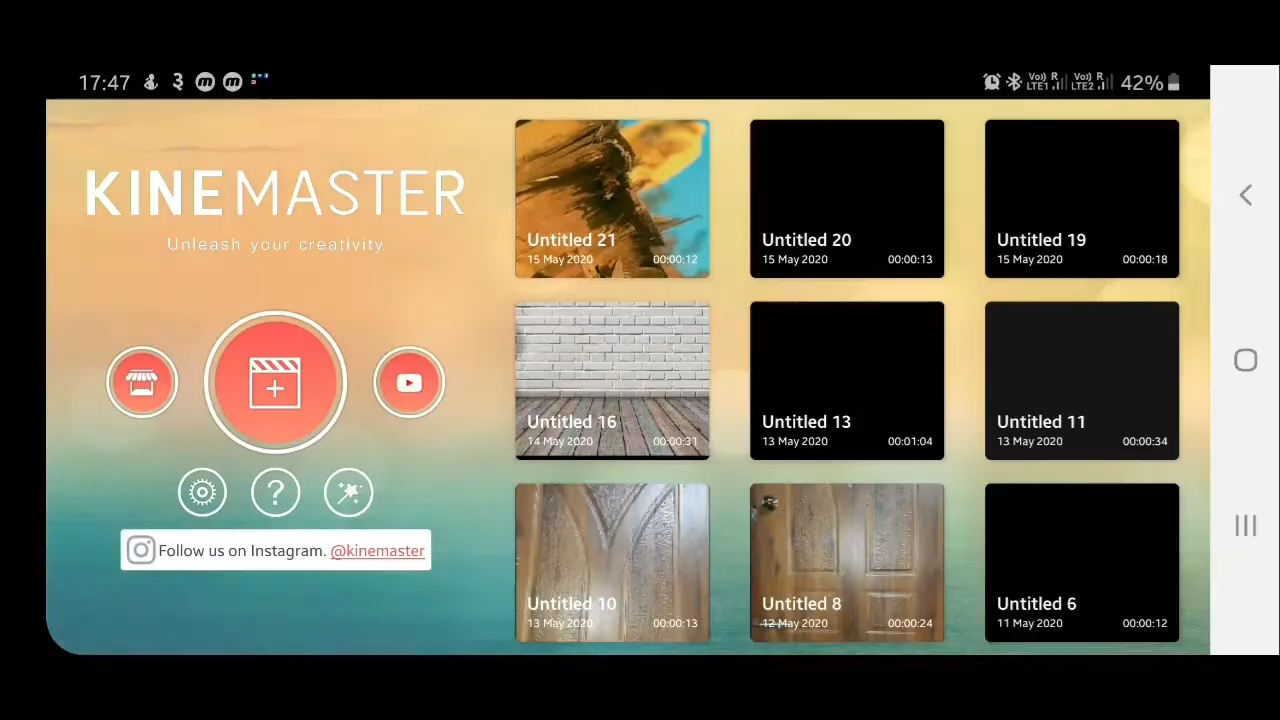 17:47
Vo)) R
LTE1
Vo)) R
LTE2
42%
KINEMASTER
Unleash your creativity
Follow us on Instagram. @kinemaster
Untitled 21
15 May 2020 00:00:12
Untitled 20
15 May 2020 00:00:13
Untitled 19
15 May 2020 00:00:18
Untitled 16
14 May 2020 00:00:31
Untitled 13
13 May 2020 00:01:04
Untitled 11
13 May 2020 00:00:34
Untitled 10
13 May 2020 00:00:13
Untitled 8
12 May 2020 00:00:24
Untitled 6
11 May 2020 00:00:12